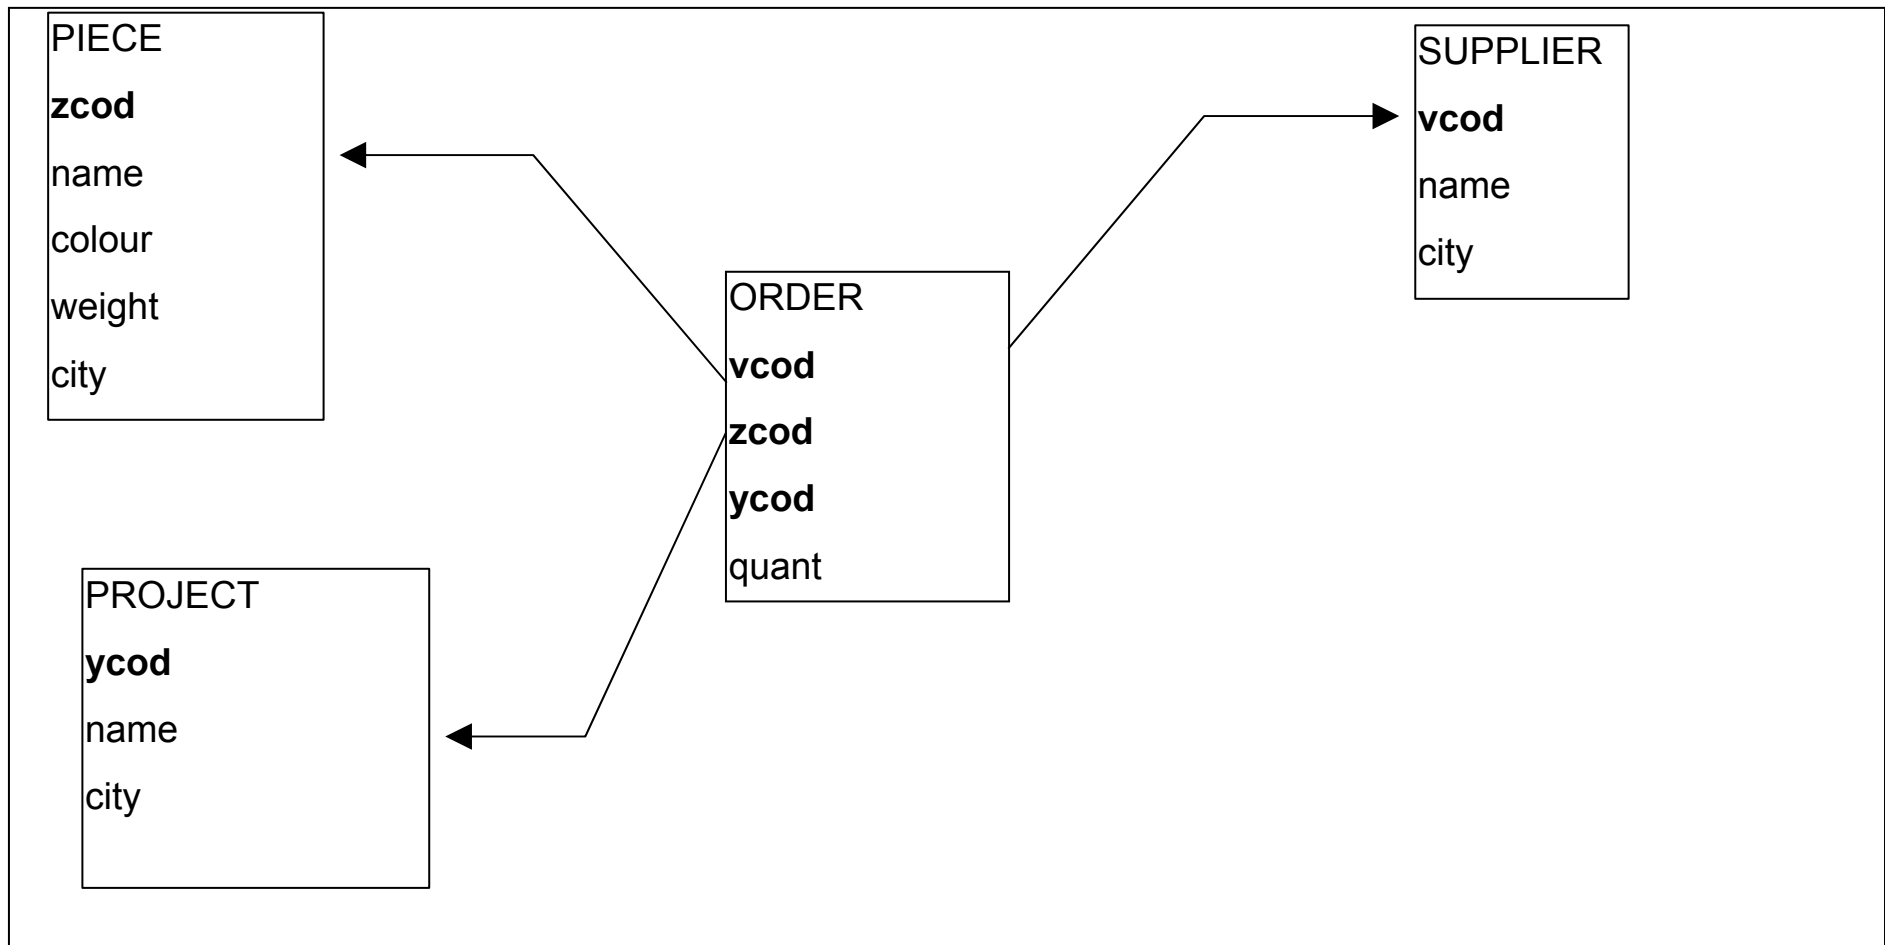 PIECE
zcod
name
colour
weight
city
SUPPLIER
vcod
name
city
ORDER
vcod
zcod
ycod
quant
PROJECT
ycod
name
city